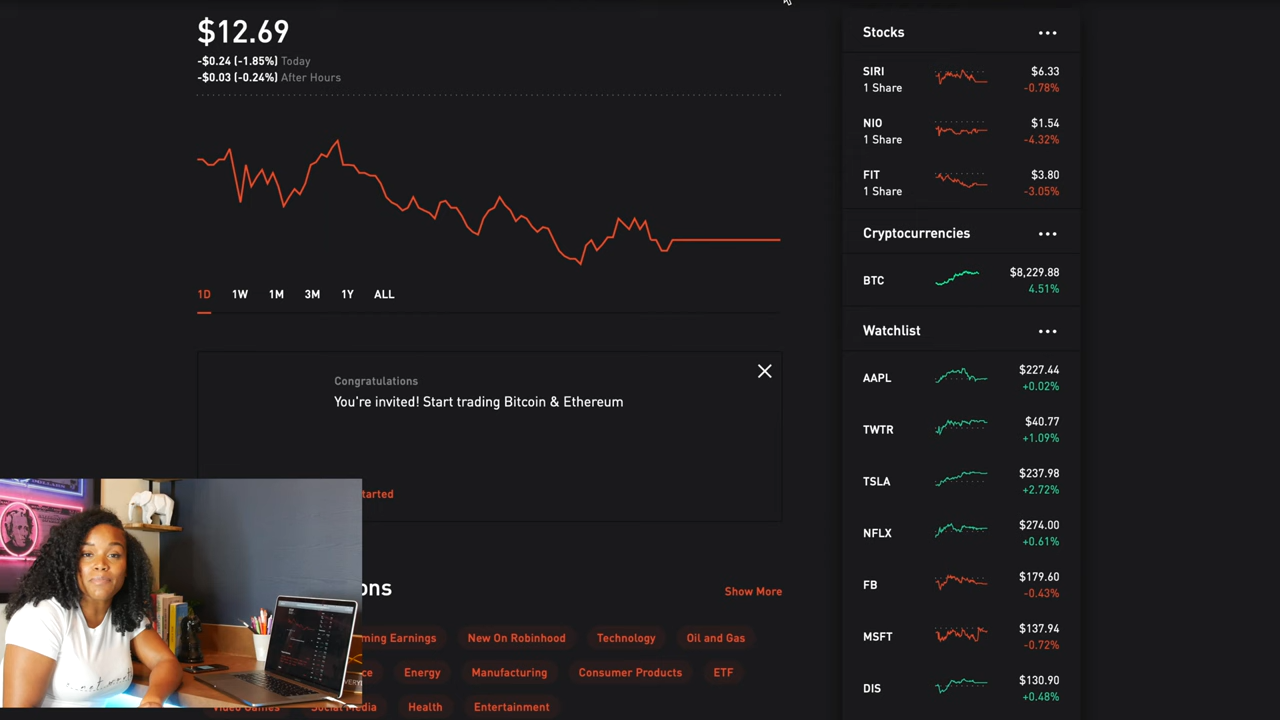 $12.69
-$0.24 (-1.85%) Today
-$0.03 (-0.24%) After Hours
1D 1W 1M 3M 1Y ALL
Congratulations
You're invited! Start trading Bitcoin & Ethereum
tarted
ons
Show More
ming Earnings New On Robinhood Technology Oil and Gas
ce Energy Manufacturing Consumer Products ETF
Video Games Social Media Health Entertainment
Stocks
SIRI $6.33
1 Share -0.78%
NIO $1.54
1 Share -4.32%
FIT $3.80
1 Share -3.05%
Cryptocurrencies
BTC $8,229.88
4.51%
Watchlist
AAPL $227.44
+0.02%
TWTR $40.77
+1.09%
TSLA $237.98
+2.72%
NFLX $274.00
+0.61%
FB $179.60
-0.43%
MSFT $137.94
-0.72%
DIS $130.90
+0.48%